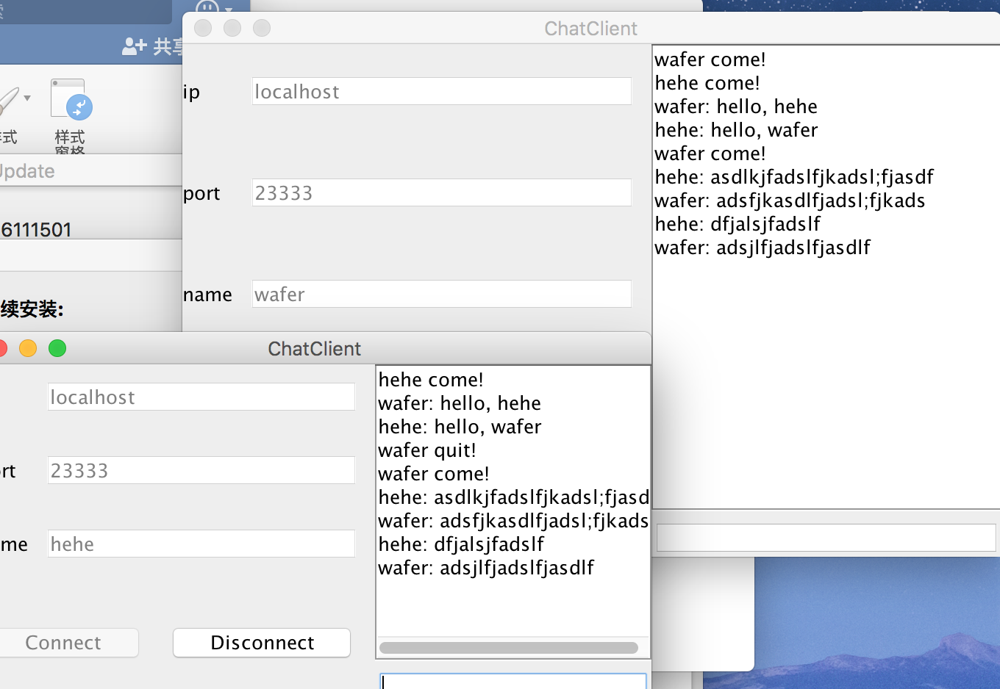 共享
样式
样式
窗格
Update
6111501
续安装:
ChatClient
ip
localhost
port
23333
name
wafer
wafer come!
hehe come!
wafer: hello, hehe
hehe: hello, wafer
wafer come!
hehe: asdlkjfadslfjkadsl;fjasdf
wafer: adsfjkasdlfjadsl;fjkads
hehe: dfjalsjfadslf
wafer: adsjlfjadslfjasdlf
ChatClient
localhost
rt
23333
me
hehe
Connect
Disconnect
hehe come!
wafer: hello, hehe
hehe: hello, wafer
wafer quit!
wafer come!
hehe: asdlkjfadslfjkadsl;fjasd
wafer: adsfjkasdlfjadsl;fjkads
hehe: dfjalsjfadslf
wafer: adsjlfjadslfjasdlf